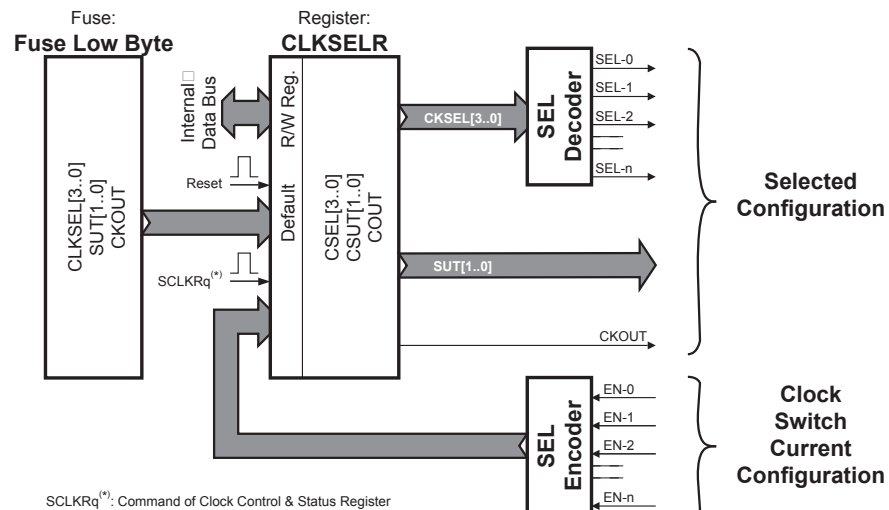 Fuse:
Fuse Low Byte
Register:
CLKSELR
CLKSEL[3..0]
SUT[1..0]
CKOUT
Internal□
Data Bus
Reset
SCLKRq(*)
R/W Reg.
Default
CSEL[3..0]
CSUT[1..0]
COUT
CKSEL[3..0]
SUT[1..0]
CKOUT
SEL
Decoder
SEL-0
SEL-1
SEL-2
SEL-n
Selected
Configuration
SEL
Encoder
EN-0
EN-1
EN-2
EN-n
Clock
Switch
Current
Configuration
SCLKRq(*): Command of Clock Control & Status Register